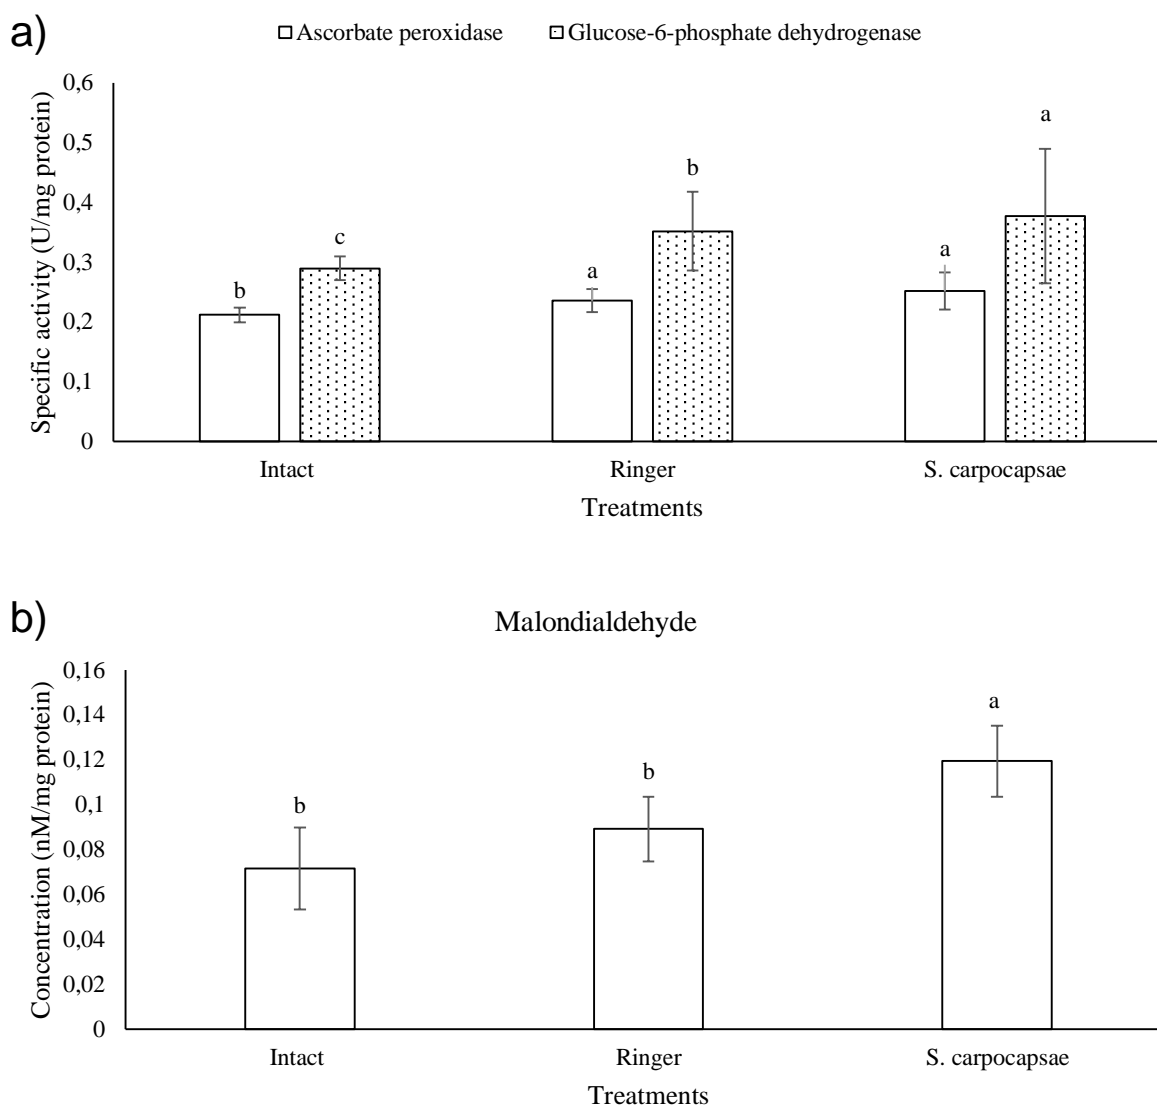 a)
Ascorbate peroxidase Glucose-6-phosphate dehydrogenase
Specific activity (U/mg protein)
0,6
0,5
0,4
0,3
0,2
0,1
0
b
c
a
b
a
a
Intact Ringer S. carpocapsae
Treatments
b)
Malondialdehyde
Concentration (nM/mg protein)
0,16
0,14
0,12
0,1
0,08
0,06
0,04
0,02
0
b
b
a
Intact Ringer S. carpocapsae
Treatments